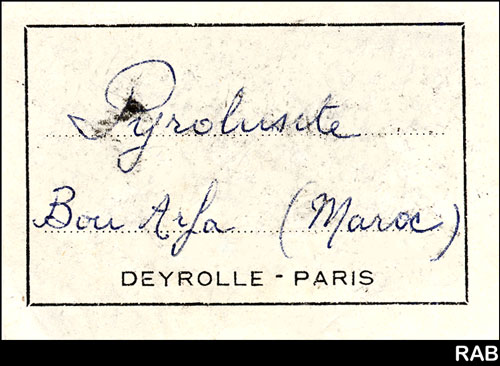 Pyrolusite
Bou Arfa (Maroc)
DEYROLLE - PARIS
RAB